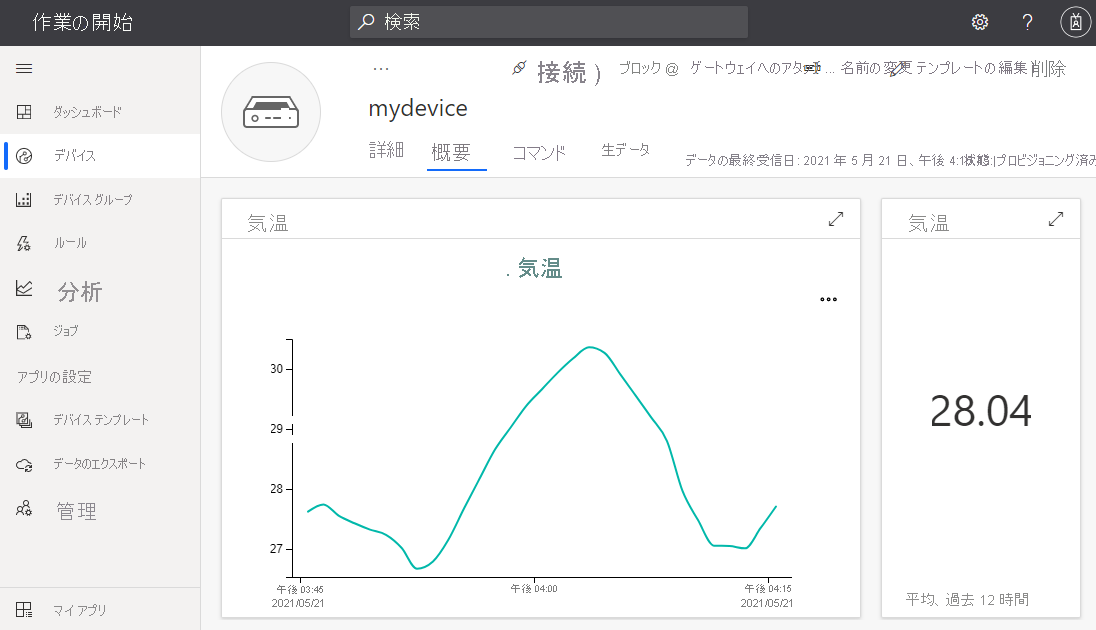 作業の開始
検索
?
ダッシュボード
デバイス
デバイス グループ
ルール
分析
ジョブ
アプリの設定
デバイス テンプレート
データのエクスポート
管理
マイ アプリ
...
接続 )
ブロック @
ゲートウェイへのアタ
...
名前の変更
テンプレートの編集
削除
mydevice
詳細
概要
コマンド
生データ
データの最終受信日: 2021 年 5 月 21 日、午後 4:1
状態:
プロビジョニング済み
気温
. 気温
30
29
28
27
午後 03:45
2021/05/21
午後 04:00
午後 04:15
2021/05/21
気温
28.04
平均、過去 12 時間